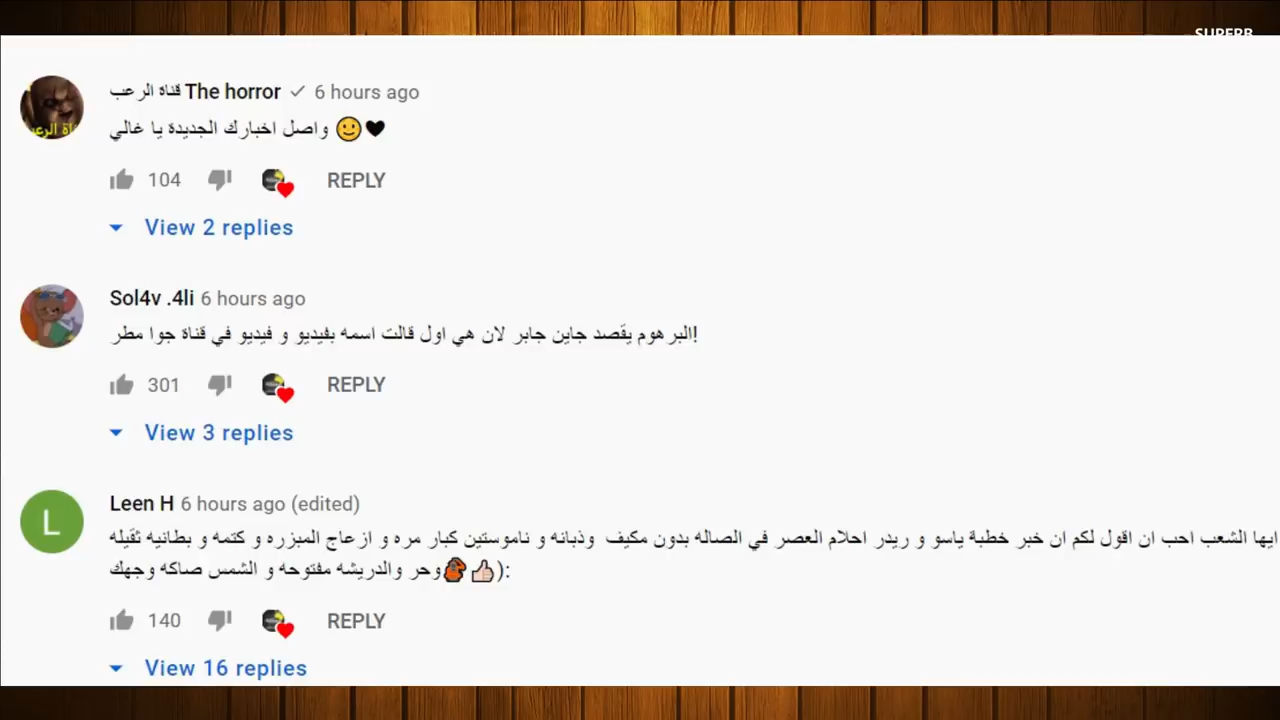 SUPERB
قناة الرعب The horror ✓ 6 hours ago
واصل اخبارك الجديدة يا غالي 🙂🖤
104 REPLY
View 2 replies
Sol4v .4li 6 hours ago
البرهوم يقصد جاين جابر لان هي اول قالت اسمه بفيديو و فيديو في قناة جوا مطر!
301 REPLY
View 3 replies
L Leen H 6 hours ago (edited)
ايها الشعب احب ان اقول لكم ان خبر خطبة ياسو و ريدر احلام العصر في الصاله بدون مكيف وذبانه و ناموستين كبار مره و ازعاج المبزره و كتمه و بطانيه ثقيله
وحر والدريشه مفتوحه و الشمس صاكه وجهك👍🏻):
140 REPLY
View 16 replies